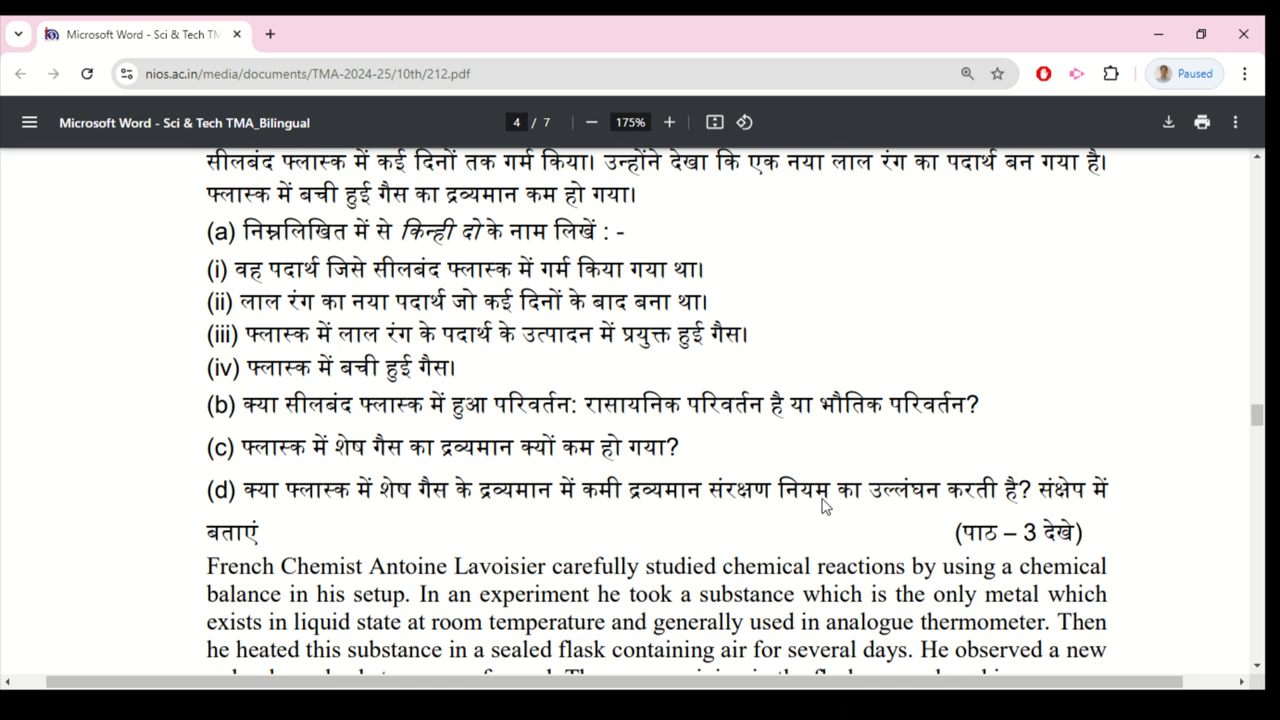 Microsoft Word - Sci & Tech TM
nios.ac.in/media/documents/TMA-2024-25/10th/212.pdf
Paused
Microsoft Word - Sci & Tech TMA_Bilingual
4 / 7
175%
सीलबंद फ्लास्क में कई दिनों तक गर्म किया। उन्होंने देखा कि एक नया लाल रंग का पदार्थ बन गया है।
फ्लास्क में बची हुई गैस का द्रव्यमान कम हो गया।
(a) निम्नलिखित में से किन्ही दो के नाम लिखें : -
(i) वह पदार्थ जिसे सीलबंद फ्लास्क में गर्म किया गया था।
(ii) लाल रंग का नया पदार्थ जो कई दिनों के बाद बना था।
(iii) फ्लास्क में लाल रंग के पदार्थ के उत्पादन में प्रयुक्त हुई गैस।
(iv) फ्लास्क में बची हुई गैस।
(b) क्या सीलबंद फ्लास्क में हुआ परिवर्तन: रासायनिक परिवर्तन है या भौतिक परिवर्तन?
(c) फ्लास्क में शेष गैस का द्रव्यमान क्यों कम हो गया?
(d) क्या फ्लास्क में शेष गैस के द्रव्यमान में कमी द्रव्यमान संरक्षण नियम का उल्लंघन करती है? संक्षेप में
बताएं (पाठ – 3 देखे)
French Chemist Antoine Lavoisier carefully studied chemical reactions by using a chemical
balance in his setup. In an experiment he took a substance which is the only metal which
exists in liquid state at room temperature and generally used in analogue thermometer. Then
he heated this substance in a sealed flask containing air for several days. He observed a new